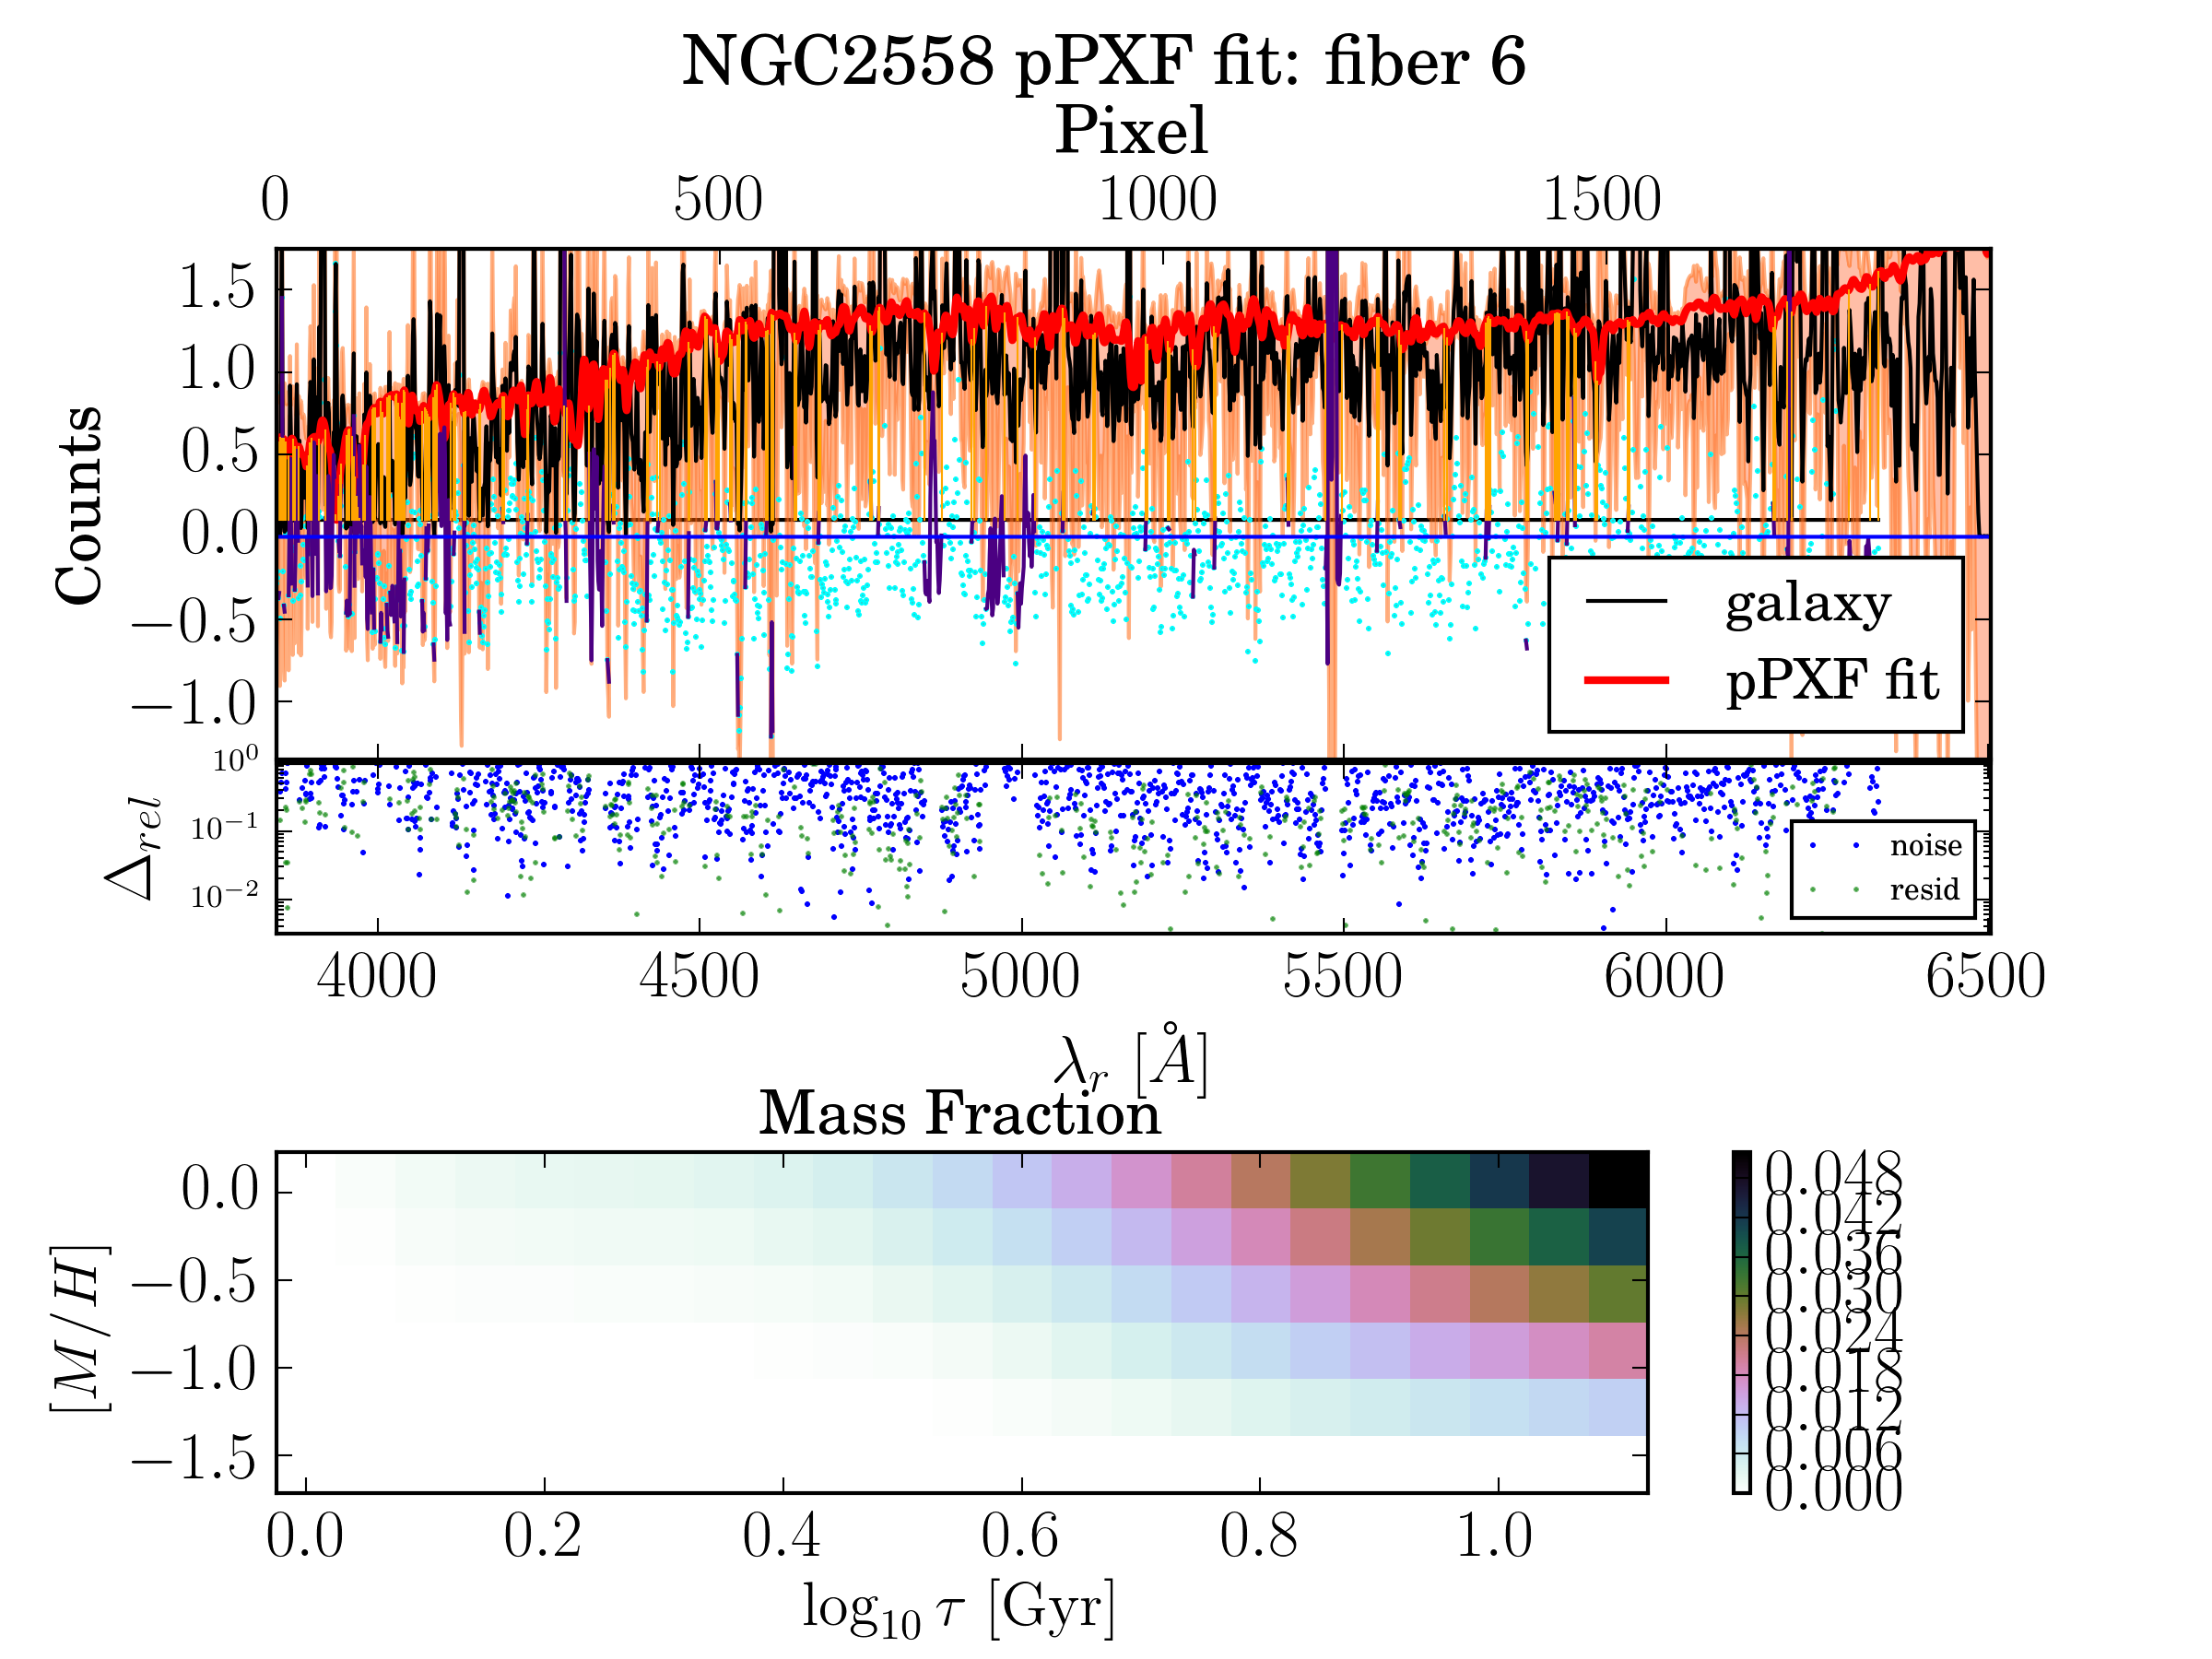 NGC2558 pPXF fit: fiber 6
Pixel
0 500 1000 1500
1.5
1.0
0.5
0.0
−0.5
−1.0
Counts
galaxy
pPXF fit
10⁰
10⁻¹
10⁻²
Δrel
noise
resid
4000 4500 5000 5500 6000 6500
λr [Å]
Mass Fraction
0.0
−0.5
−1.0
−1.5
[M/H]
0.0 0.2 0.4 0.6 0.8 1.0
log₁₀ τ [Gyr]
0.048
0.042
0.036
0.030
0.024
0.018
0.012
0.006
0.000